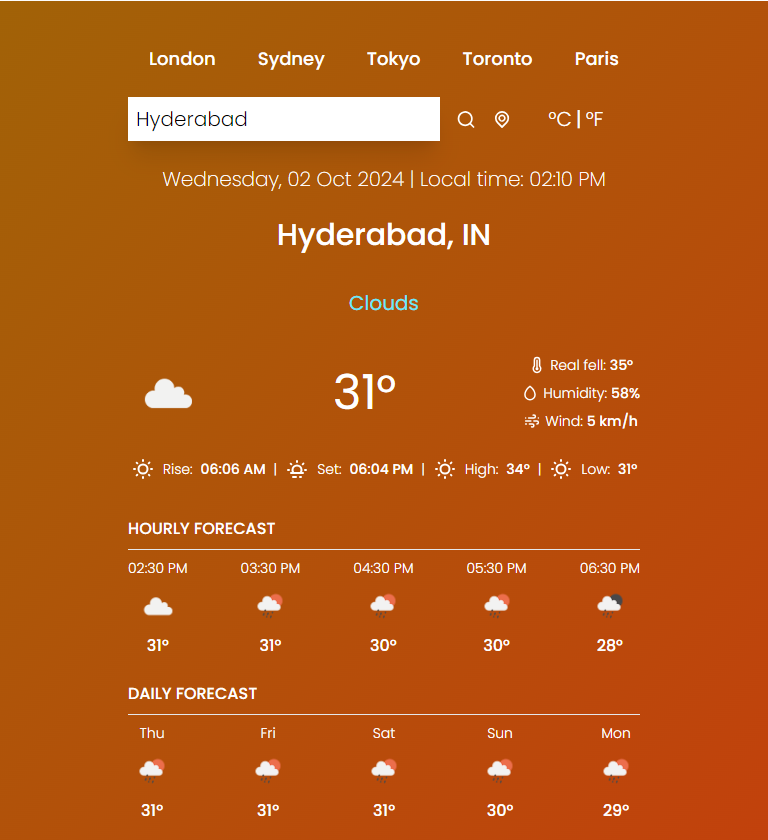 London Sydney Tokyo Toronto Paris
Hyderabad °C | °F
Wednesday, 02 Oct 2024 | Local time: 02:10 PM
Hyderabad, IN
Clouds
31°
Real fell: 35°
Humidity: 58%
Wind: 5 km/h
Rise: 06:06 AM | Set: 06:04 PM | High: 34° | Low: 31°
HOURLY FORECAST
02:30 PM 03:30 PM 04:30 PM 05:30 PM 06:30 PM
31° 31° 30° 30° 28°
DAILY FORECAST
Thu Fri Sat Sun Mon
31° 31° 31° 30° 29°